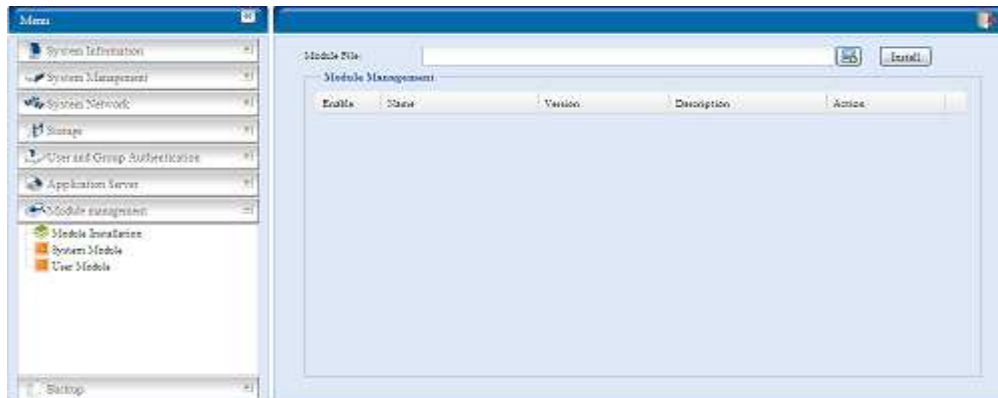 Menu
System Information
System Management
System Network
Storage
User and Group Authentication
Application Server
Module management
Module Installation
System Module
User Module
Backup
Module File:
Install
Module Management
Enable Name Version Description Action